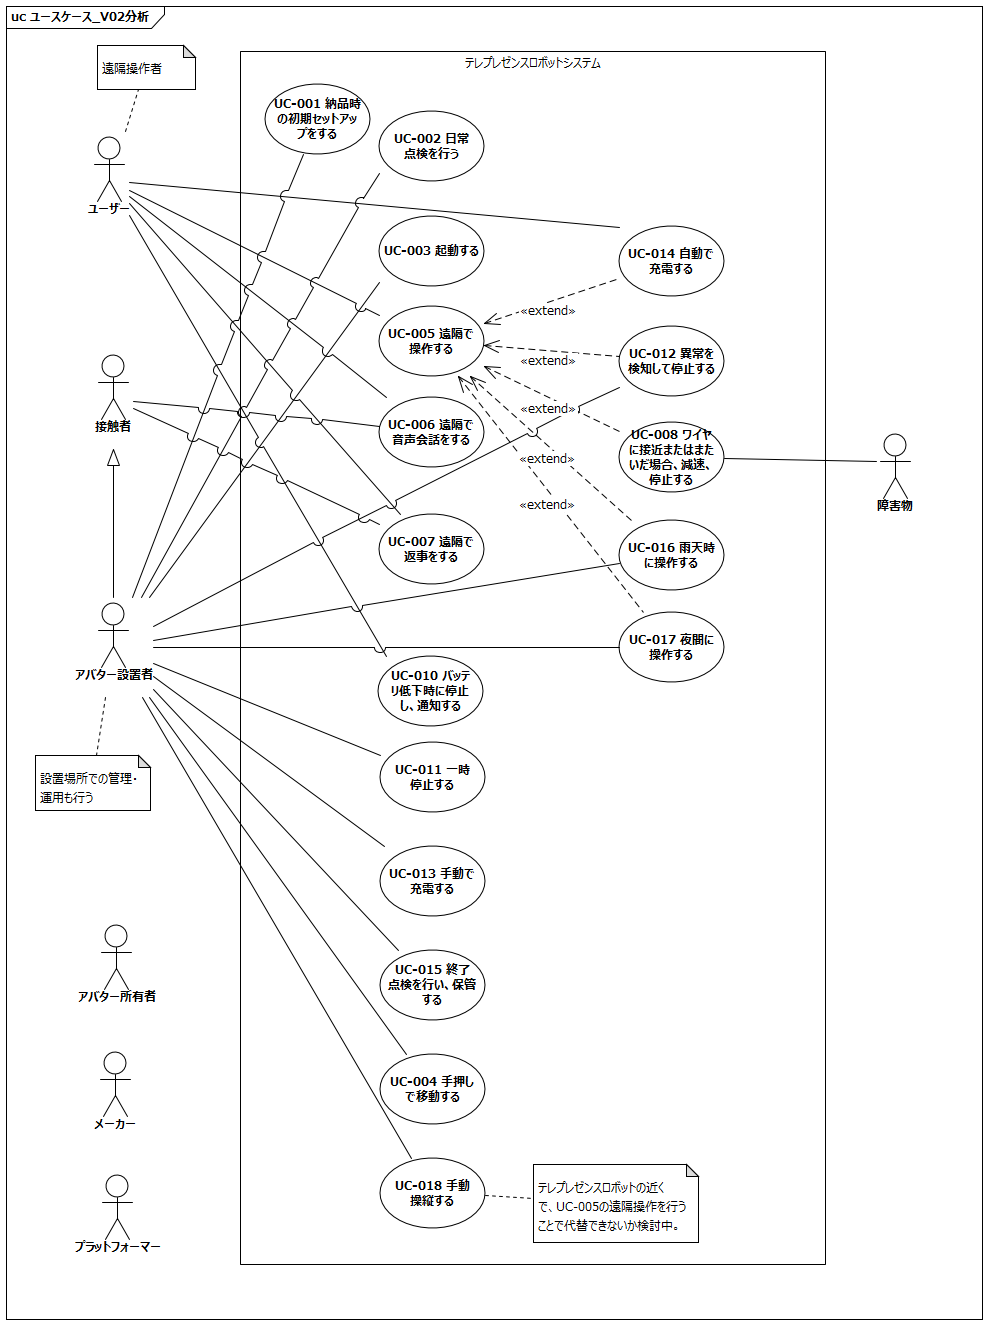 uc ユースケース_V02分析
遠隔操作者
テレプレゼンスロボットシステム
UC-001 納品時
の初期セットアッ
プをする
UC-002 日常
点検を行う
ユーザー
UC-003 起動する
UC-014 自動で
充電する
«extend»
UC-005 遠隔で
操作する
UC-012 異常を
検知して停止する
«extend»
接触者
«extend»
UC-006 遠隔で
音声会話をする
UC-008 ワイヤ
に接近またはまた
いだ場合、減速、
停止する
«extend»
障害物
«extend»
UC-007 遠隔で
返事をする
UC-016 雨天時
に操作する
アバター設置者
UC-017 夜間に
操作する
UC-010 バッテ
リ低下時に停止
し、通知する
設置場所での管理・
運用も行う
UC-011 一時
停止する
UC-013 手動で
充電する
アバター所有者
UC-015 終了
点検を行い、保管
する
メーカー
UC-004 手押し
で移動する
プラットフォーマー
UC-018 手動
操縦する
テレプレゼンスロボットの近く
で、UC-005の遠隔操作を行う
ことで代替できないか検討中。